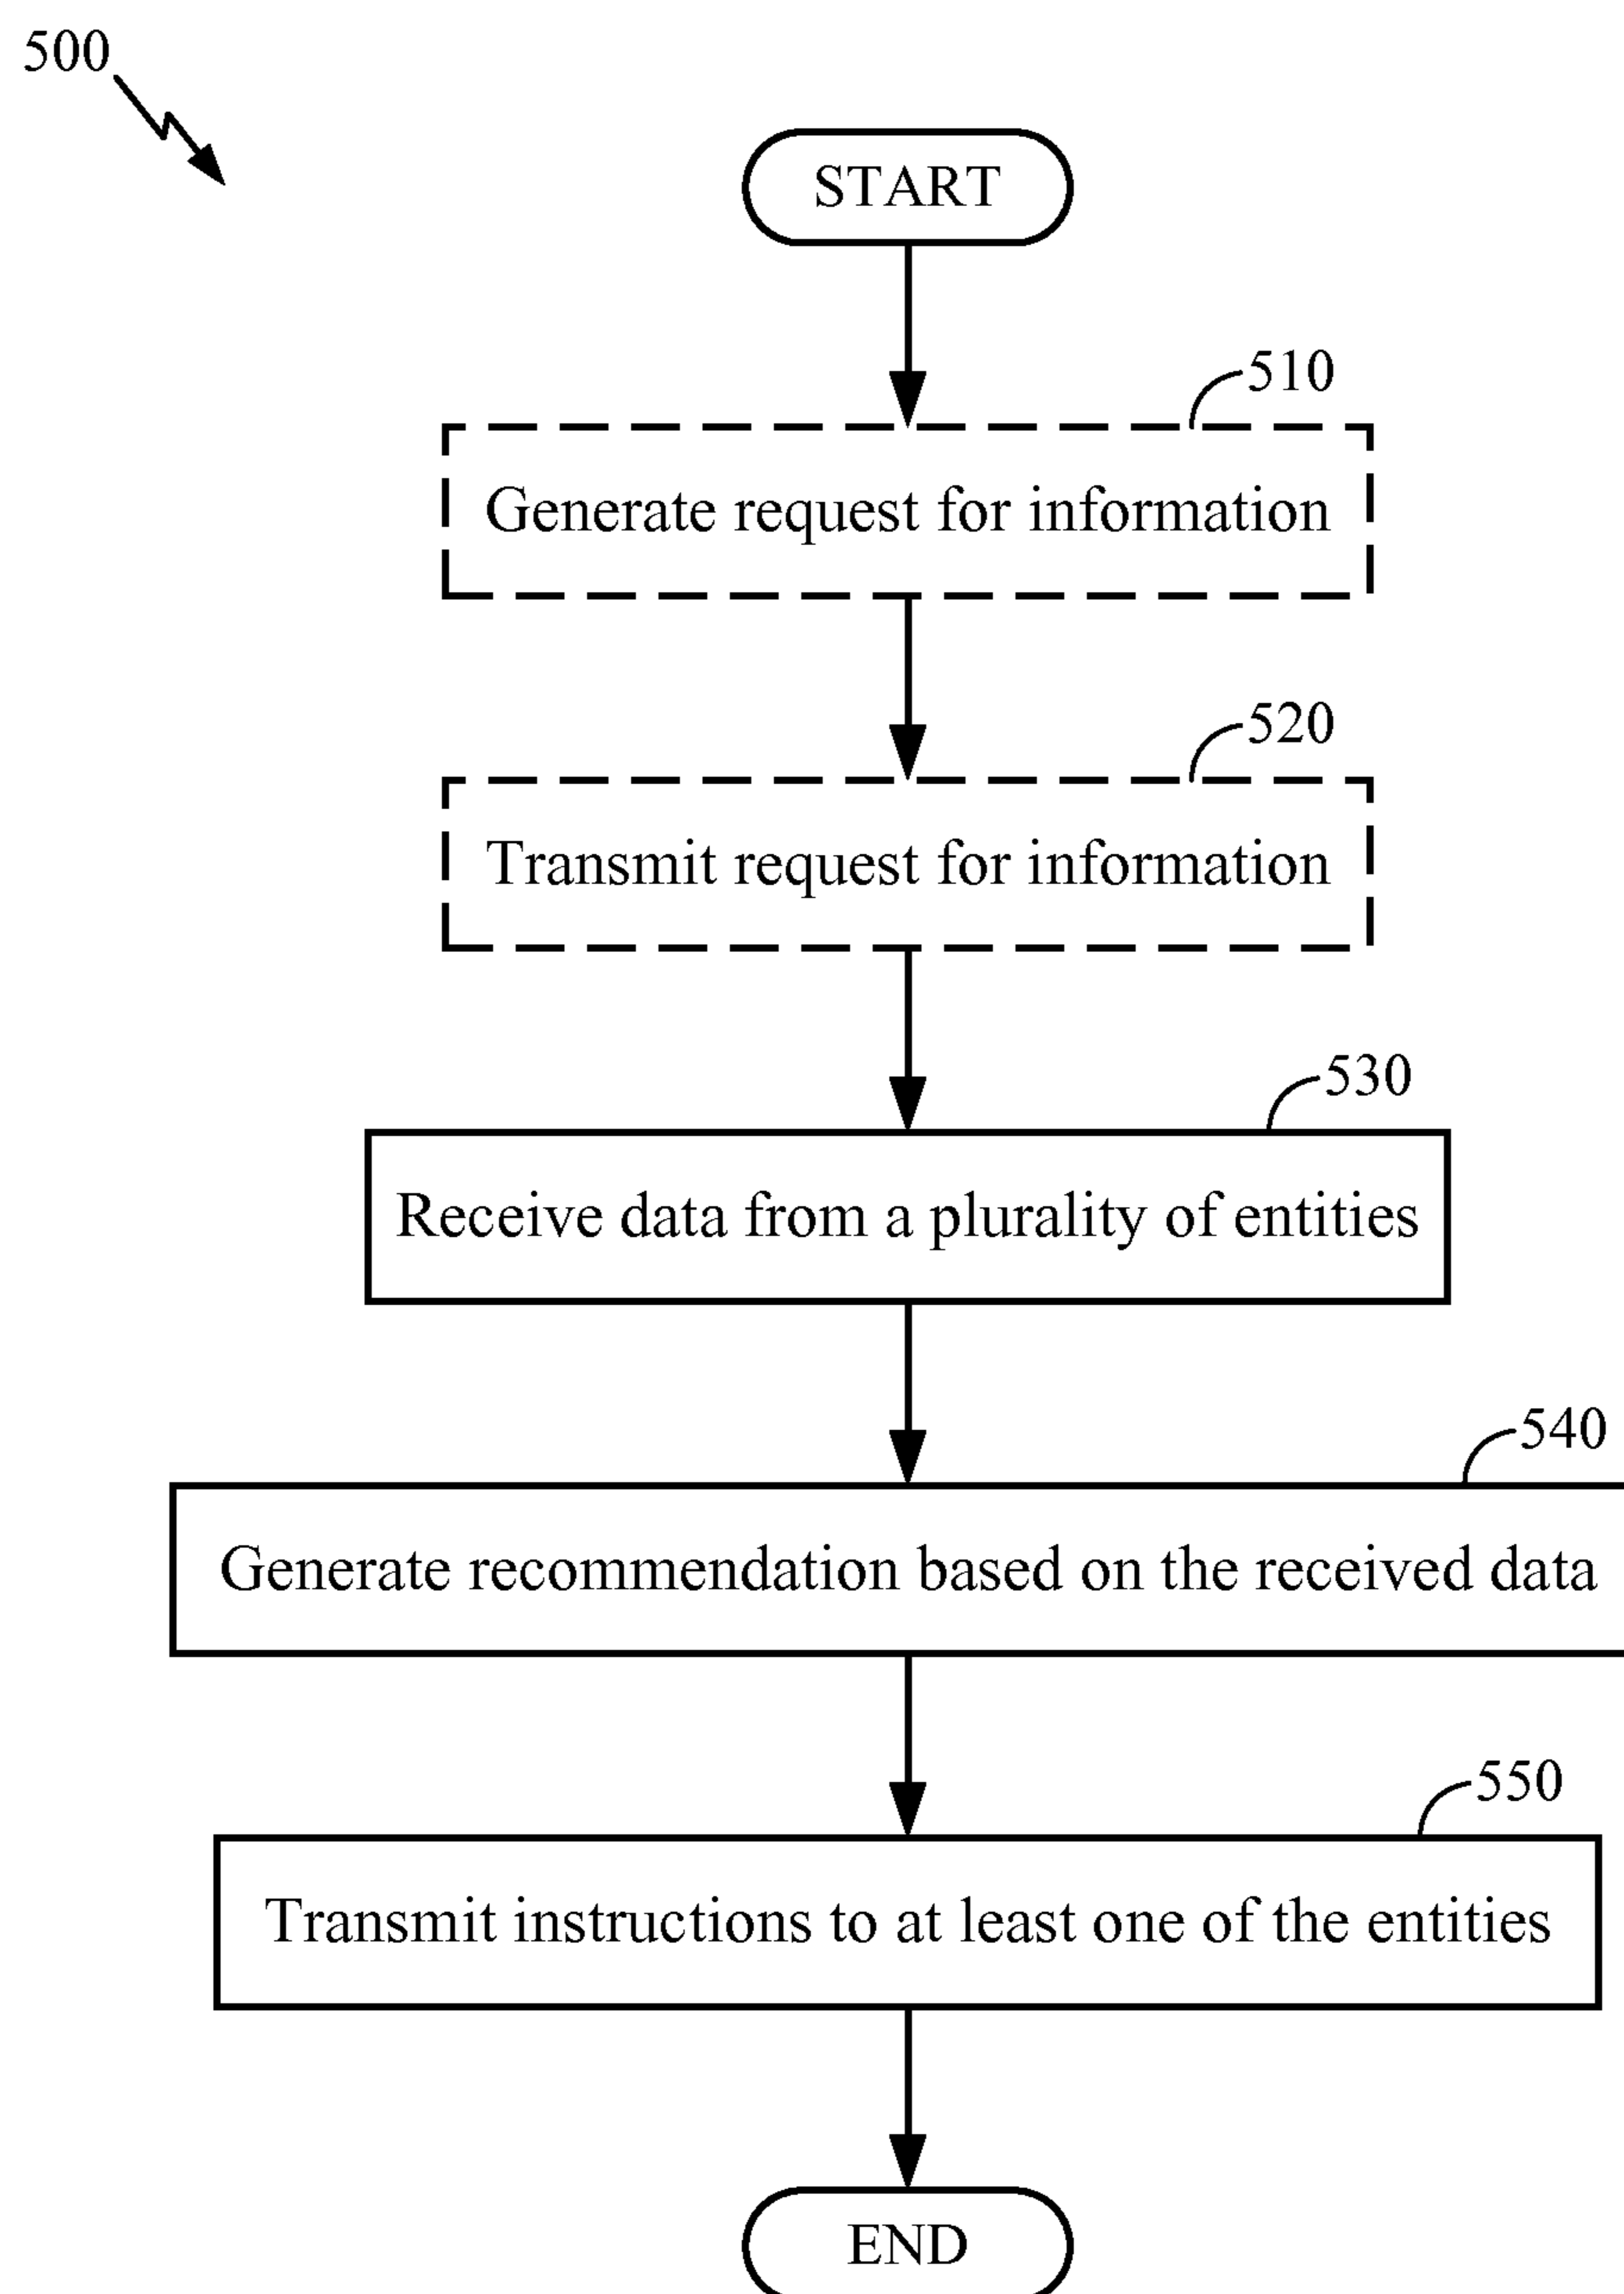 500
START
510
Generate request for information
520
Transmit request for information
530
Receive data from a plurality of entities
540
Generate recommendation based on the received data
550
Transmit instructions to at least one of the entities
END